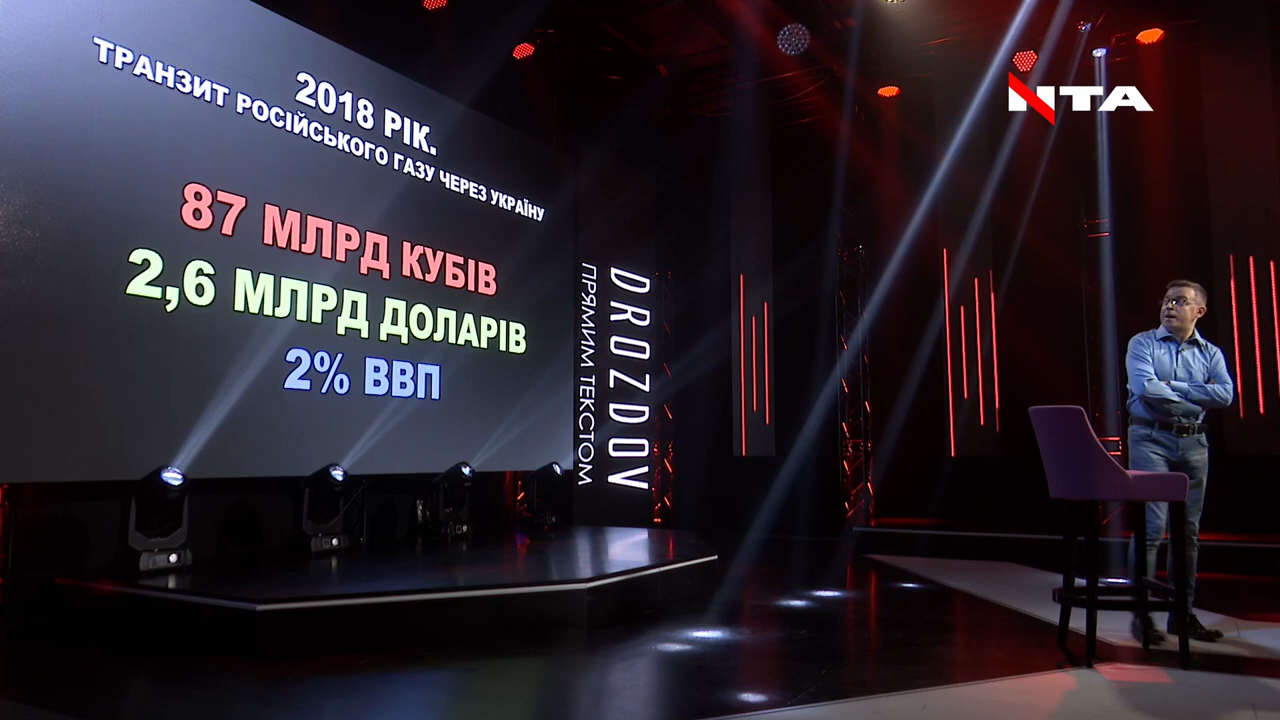 2018 РІК.
ТРАНЗИТ РОСІЙСЬКОГО ГАЗУ ЧЕРЕЗ УКРАЇНУ
87 МЛРД КУБІВ
2,6 МЛРД ДОЛАРІВ
2% ВВП
DROZDOV
ПРЯМИМ ТЕКСТОМ
НТА